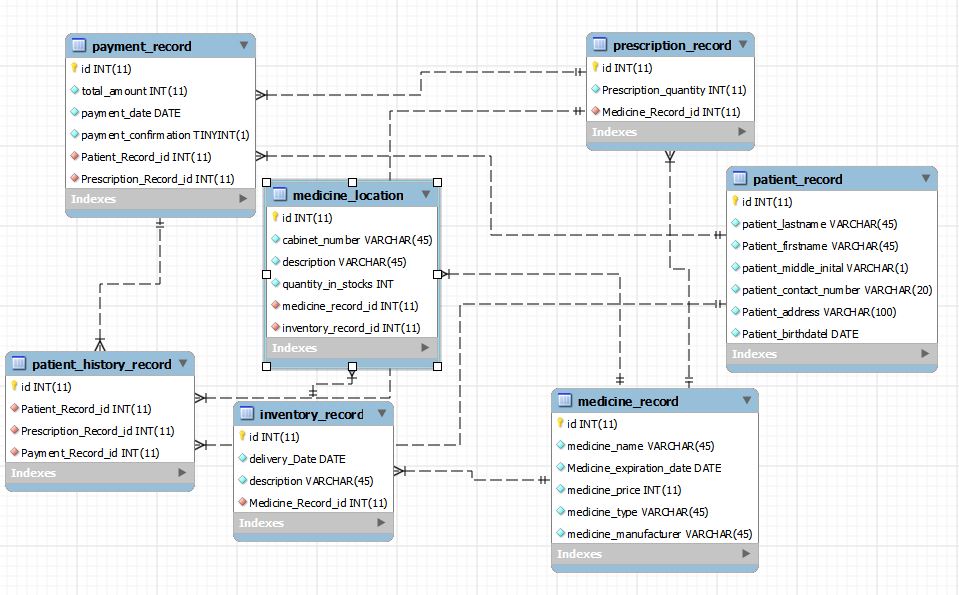 payment_record
id INT(11)
total_amount INT(11)
payment_date DATE
payment_confirmation TINYINT(1)
Patient_Record_id INT(11)
Prescription_Record_id INT(11)
Indexes
prescription_record
id INT(11)
Prescription_quantity INT(11)
Medicine_Record_id INT(11)
Indexes
medicine_location
id INT(11)
cabinet_number VARCHAR(45)
description VARCHAR(45)
quantity_in_stocks INT
medicine_record_id INT(11)
inventory_record_id INT(11)
Indexes
patient_record
id INT(11)
patient_lastname VARCHAR(45)
Patient_firstname VARCHAR(45)
patient_middle_inital VARCHAR(1)
patient_contact_number VARCHAR(20)
Patient_address VARCHAR(100)
Patient_birthdatel DATE
Indexes
patient_history_record
id INT(11)
Patient_Record_id INT(11)
Prescription_Record_id INT(11)
Payment_Record_id INT(11)
Indexes
inventory_record
id INT(11)
delivery_Date DATE
description VARCHAR(45)
Medicine_Record_id INT(11)
Indexes
medicine_record
id INT(11)
medicine_name VARCHAR(45)
Medicine_expiration_date DATE
medicine_price INT(11)
medicine_type VARCHAR(45)
medicine_manufacturer VARCHAR(45)
Indexes